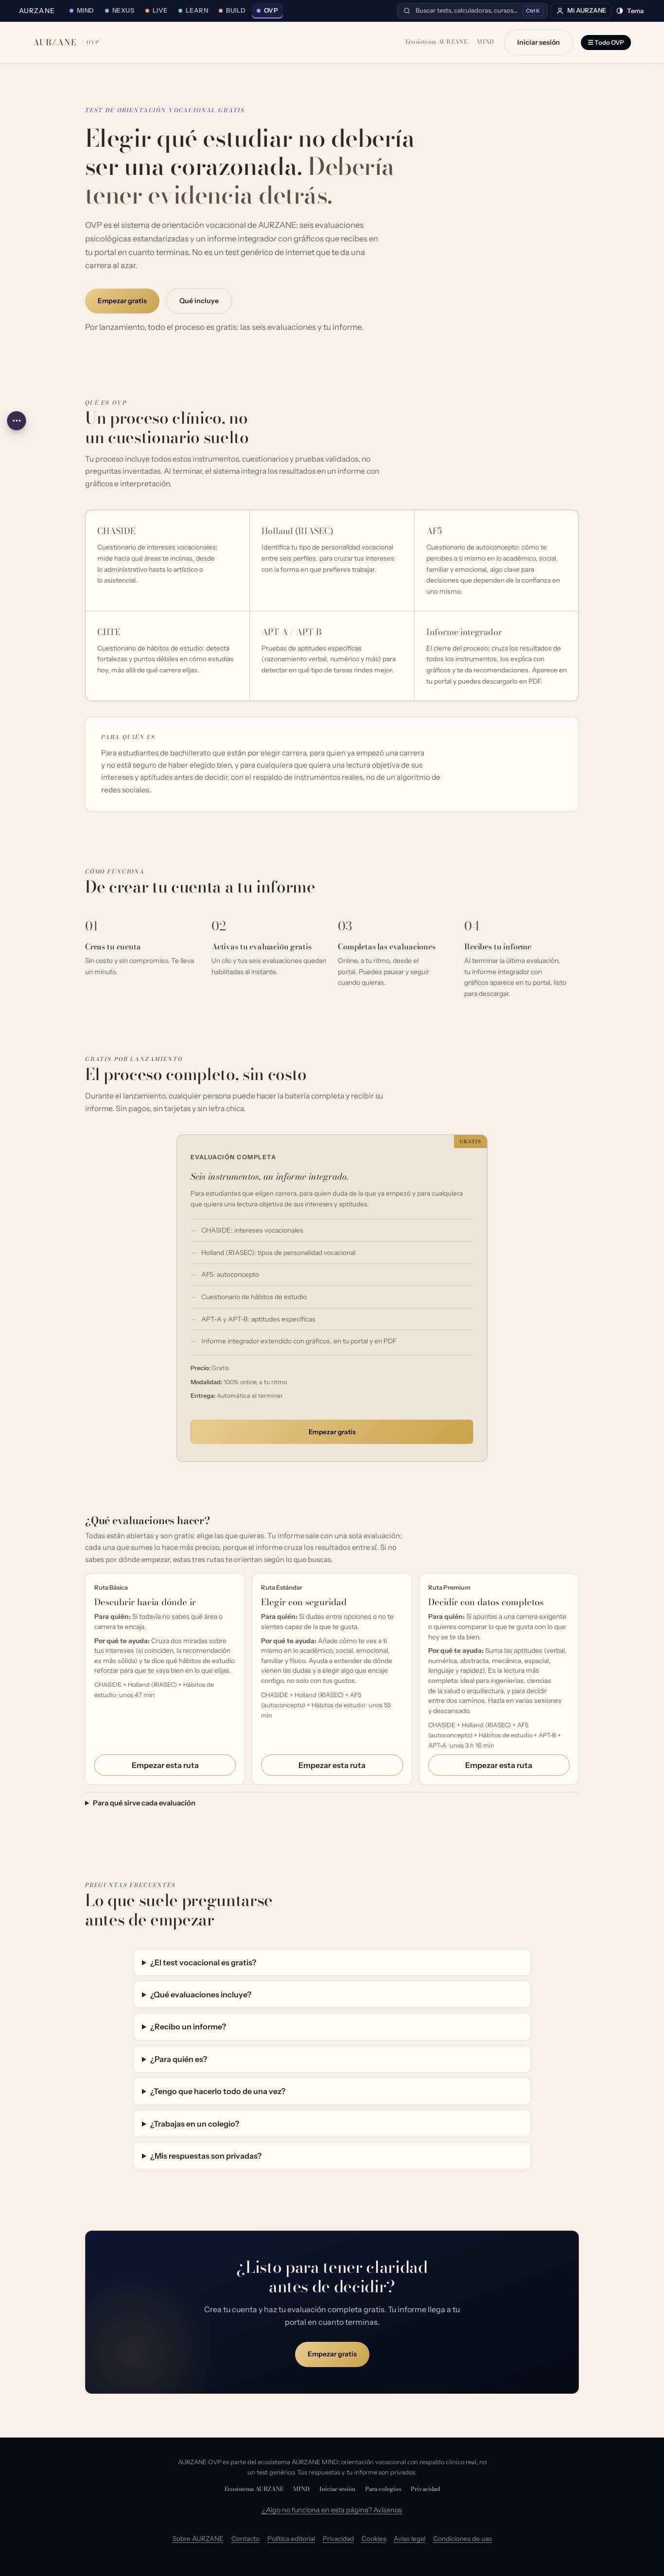 AURZANE MIND NEXUS LIVE LEARN BUILD OVP Buscar tests, calculadoras, cursos… Ctrl K Mi AURZANE Tema
AURZANE / OVP Ecosistema AURZANE MIND Iniciar sesión ☰ Todo OVP
TEST DE ORIENTACIÓN VOCACIONAL GRATIS
Elegir qué estudiar no debería
ser una corazonada. Debería
tener evidencia detrás.
OVP es el sistema de orientación vocacional de AURZANE: seis evaluaciones
psicológicas estandarizadas y un informe integrador con gráficos que recibes en
tu portal en cuanto terminas. No es un test genérico de internet que te da una
carrera al azar.
Empezar gratis Qué incluye
Por lanzamiento, todo el proceso es gratis: las seis evaluaciones y tu informe.
QUÉ ES OVP
Un proceso clínico, no
un cuestionario suelto
Tu proceso incluye todos estos instrumentos, cuestionarios y pruebas validados, no
preguntas inventadas. Al terminar, el sistema integra los resultados en un informe con
gráficos e interpretación.
CHASIDE
Cuestionario de intereses vocacionales:
mide hacia qué áreas te inclinas, desde
lo administrativo hasta lo artístico o
lo asistencial.
Holland (RIASEC)
Identifica tu tipo de personalidad vocacional
entre seis perfiles, para cruzar tus intereses
con la forma en que prefieres trabajar.
AF5
Cuestionario de autoconcepto: cómo te
percibes a ti mismo en lo académico, social,
familiar y emocional, algo clave para
decisiones que dependen de la confianza en
uno mismo.
CHTE
Cuestionario de hábitos de estudio: detecta
fortalezas y puntos débiles en cómo estudias
hoy, más allá de qué carrera elijas.
APT-A / APT-B
Pruebas de aptitudes específicas
(razonamiento verbal, numérico y más) para
detectar en qué tipo de tareas rindes mejor.
Informe integrador
El cierre del proceso: cruza los resultados de
todos los instrumentos, los explica con
gráficos y te da recomendaciones. Aparece en
tu portal y puedes descargarlo en PDF.
PARA QUIÉN ES
Para estudiantes de bachillerato que están por elegir carrera, para quien ya empezó una carrera
y no está seguro de haber elegido bien, y para cualquiera que quiera una lectura objetiva de sus
intereses y aptitudes antes de decidir, con el respaldo de instrumentos reales, no de un algoritmo de
redes sociales.
CÓMO FUNCIONA
De crear tu cuenta a tu informe
01
Creas tu cuenta
Sin costo y sin compromiso. Te lleva
un minuto.
02
Activas tu evaluación gratis
Un clic y tus seis evaluaciones quedan
habilitadas al instante.
03
Completas las evaluaciones
Online, a tu ritmo, desde el
portal. Puedes pausar y seguir
cuando quieras.
04
Recibes tu informe
Al terminar la última evaluación,
tu informe integrador con
gráficos aparece en tu portal, listo
para descargar.
GRATIS POR LANZAMIENTO
El proceso completo, sin costo
Durante el lanzamiento, cualquier persona puede hacer la batería completa y recibir su
informe. Sin pagos, sin tarjetas y sin letra chica.
GRATIS
EVALUACIÓN COMPLETA
Seis instrumentos, un informe integrado.
Para estudiantes que eligen carrera, para quien duda de la que ya empezó y para cualquiera
que quiera una lectura objetiva de sus intereses y aptitudes.
— CHASIDE: intereses vocacionales
— Holland (RIASEC): tipos de personalidad vocacional
— AF5: autoconcepto
— Cuestionario de hábitos de estudio
— APT-A y APT-B: aptitudes específicas
— Informe integrador extendido con gráficos, en tu portal y en PDF
Precio: Gratis
Modalidad: 100% online, a tu ritmo
Entrega: Automática al terminar
Empezar gratis
¿Qué evaluaciones hacer?
Todas están abiertas y son gratis: elige las que quieras. Tu informe sale con una sola evaluación;
cada una que sumes lo hace más preciso, porque el informe cruza los resultados entre sí. Si no
sabes por dónde empezar, estas tres rutas te orientan según lo que buscas.
Ruta Básica
Descubrir hacia dónde ir
Para quién: Si todavía no sabes qué área o
carrera te encaja.
Por qué te ayuda: Cruza dos miradas sobre
tus intereses (si coinciden, la recomendación
es más sólida) y te dice qué hábitos de estudio
reforzar para que te vaya bien en lo que elijas.
CHASIDE + Holland (RIASEC) + Hábitos de
estudio · unos 47 min
Empezar esta ruta
Ruta Estándar
Elegir con seguridad
Para quién: Si dudas entre opciones o no te
sientes capaz de la que te gusta.
Por qué te ayuda: Añade cómo te ves a ti
mismo en lo académico, social, emocional,
familiar y físico. Ayuda a entender de dónde
vienen las dudas y a elegir algo que encaje
contigo, no solo con tus gustos.
CHASIDE + Holland (RIASEC) + AF5
(autoconcepto) + Hábitos de estudio · unos 55
min
Empezar esta ruta
Ruta Premium
Decidir con datos completos
Para quién: Si apuntas a una carrera exigente
o quieres comparar lo que te gusta con lo que
hoy se te da bien.
Por qué te ayuda: Suma las aptitudes (verbal,
numérica, abstracta, mecánica, espacial,
lenguaje y rapidez). Es la lectura más
completa: ideal para ingenierías, ciencias
de la salud o arquitectura, y para decidir
entre dos caminos. Hazla en varias sesiones
y descansado.
CHASIDE + Holland (RIASEC) + AF5
(autoconcepto) + Hábitos de estudio + APT-B +
APT-A · unos 3 h 16 min
Empezar esta ruta
Para qué sirve cada evaluación
PREGUNTAS FRECUENTES
Lo que suele preguntarse
antes de empezar
¿El test vocacional es gratis?
¿Qué evaluaciones incluye?
¿Recibo un informe?
¿Para quién es?
¿Tengo que hacerlo todo de una vez?
¿Trabajas en un colegio?
¿Mis respuestas son privadas?
¿Listo para tener claridad
antes de decidir?
Crea tu cuenta y haz tu evaluación completa gratis. Tu informe llega a tu
portal en cuanto terminas.
Empezar gratis
AURZANE OVP es parte del ecosistema AURZANE MIND: orientación vocacional con respaldo clínico real, no
un test genérico. Tus respuestas y tu informe son privados.
Ecosistema AURZANE MIND Iniciar sesión Para colegios Privacidad
¿Algo no funciona en esta página? Avísanos
Sobre AURZANE Contacto Política editorial Privacidad Cookies Aviso legal Condiciones de uso